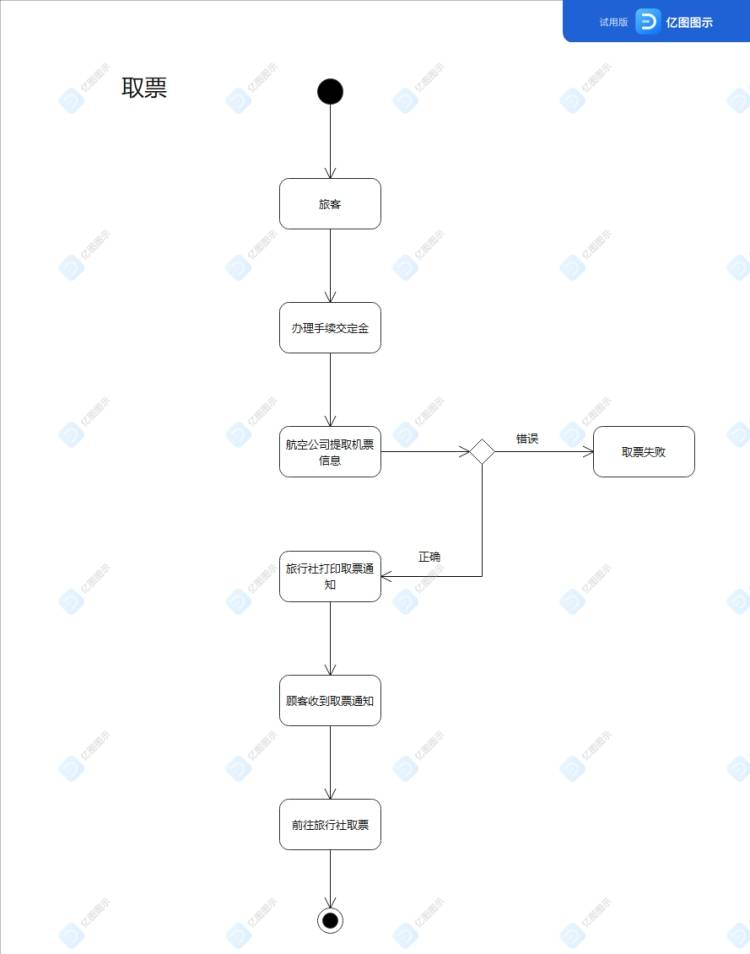 试用版 亿图图示
取票
旅客
办理手续交定金
航空公司提取机票
信息
错误
取票失败
正确
旅行社打印取票通
知
顾客收到取票通知
前往旅行社取票